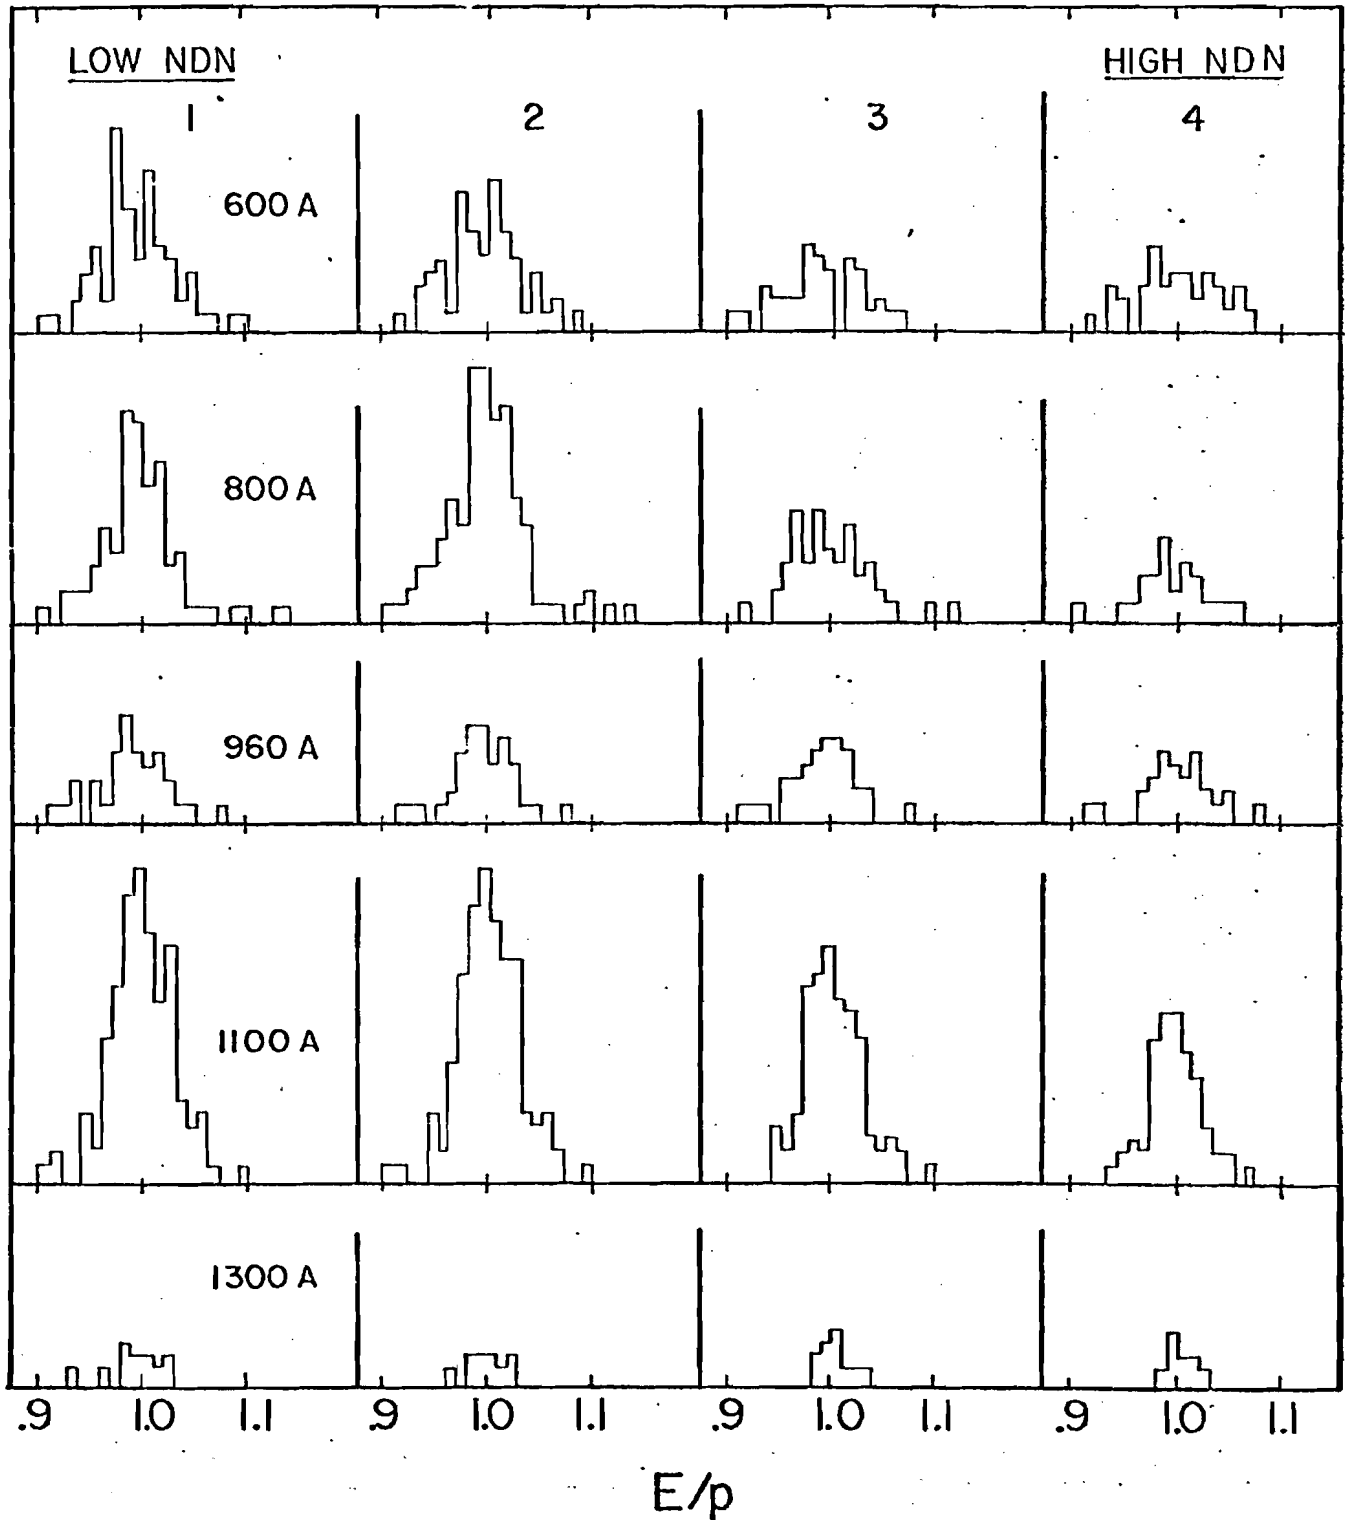 LOW NDN
HIGH NDN
1 2 3 4
600 A
800 A
960 A
1100 A
1300 A
.9 1.0 1.1 .9 1.0 1.1 .9 1.0 1.1 .9 1.0 1.1
E/p